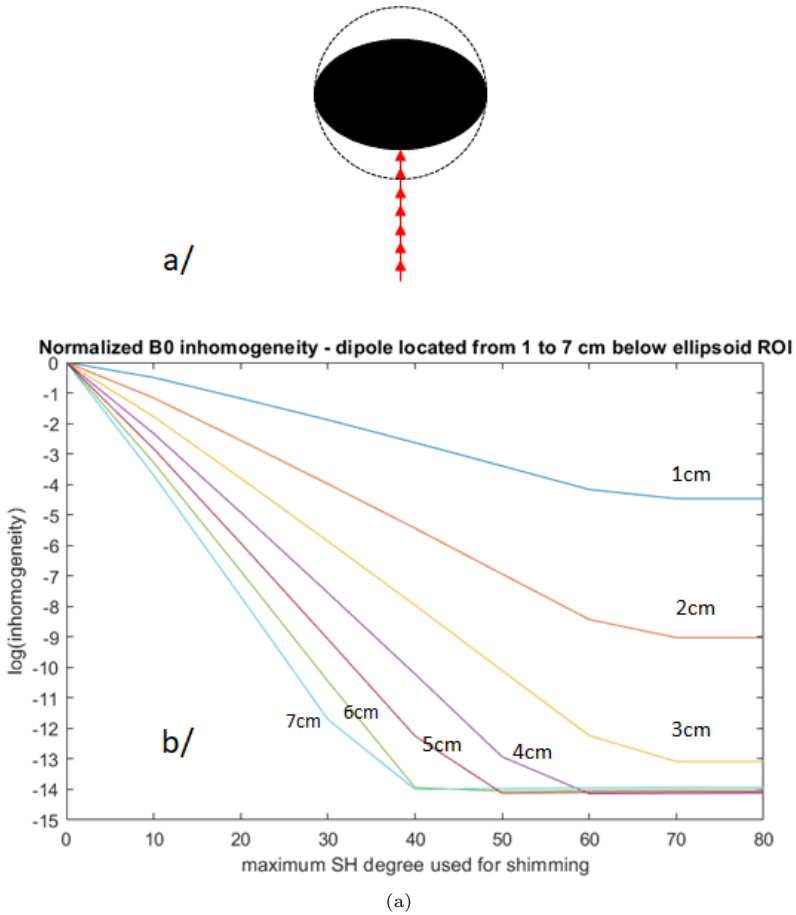 a/
Normalized B0 inhomogeneity - dipole located from 1 to 7 cm below ellipsoid ROI
0
-1
-2
-3
-4
-5
-6
-7
-8
-9
-10
-11
-12
-13
-14
-15
log(inhomogeneity)
1cm
2cm
3cm
4cm
5cm
6cm
7cm
b/
0 10 20 30 40 50 60 70 80
maximum SH degree used for shimming
(a)